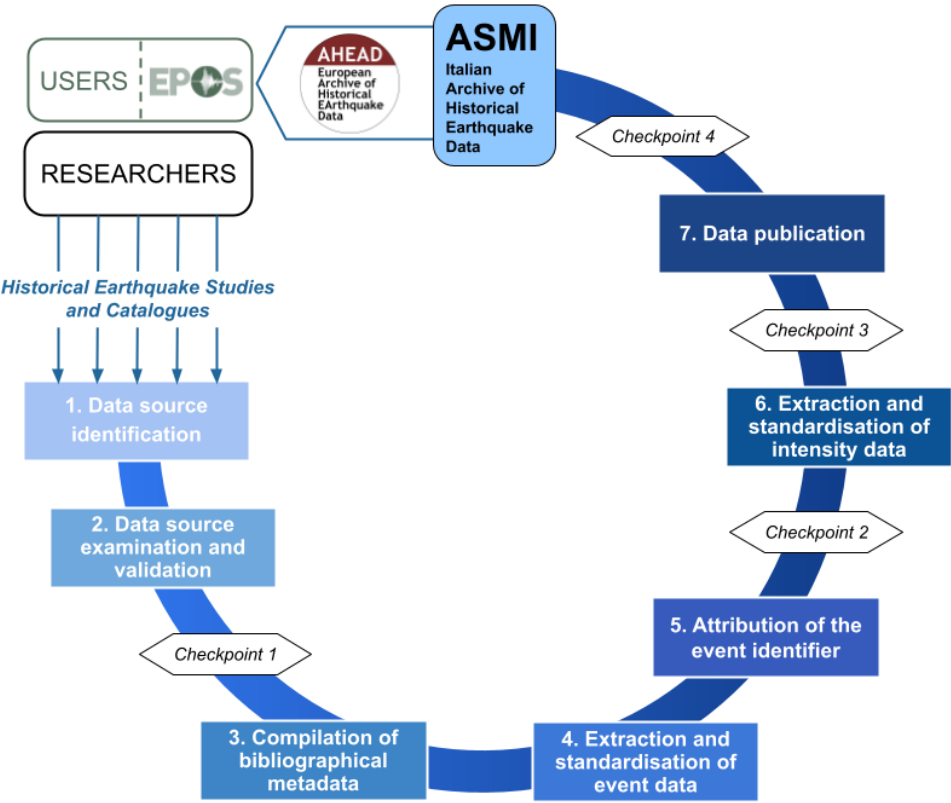 USERS
EPOS
AHEAD
European
Archive of
Historical
EArthquake
Data
ASMI
Italian
Archive of
Historical
Earthquake
Data
RESEARCHERS
Historical Earthquake Studies
and Catalogues
1. Data source
identification
2. Data source
examination and
validation
Checkpoint 1
3. Compilation of
bibliographical
metadata
4. Extraction and
standardisation of
event data
5. Attribution of the
event identifier
Checkpoint 2
6. Extraction and
standardisation of
intensity data
Checkpoint 3
7. Data publication
Checkpoint 4